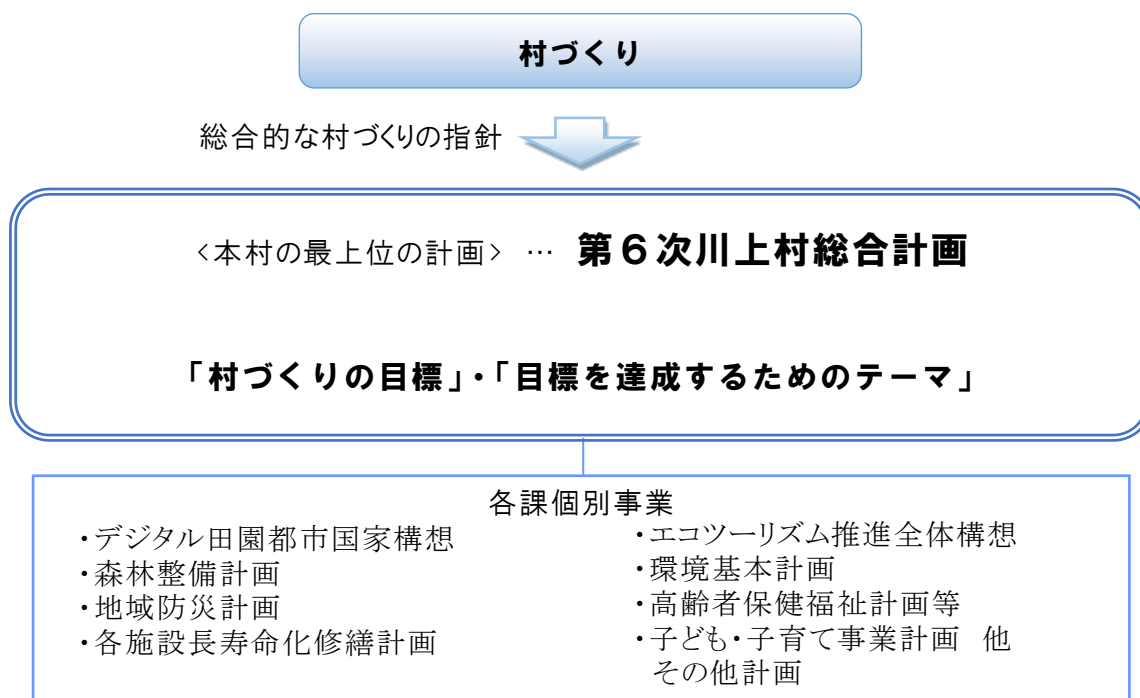 村づくり
総合的な村づくりの指針
<本村の最上位の計画> … 第６次川上村総合計画
「村づくりの目標」・「目標を達成するためのテーマ」
各課個別事業
・デジタル田園都市国家構想
・森林整備計画
・地域防災計画
・各施設長寿命化修繕計画
・エコツーリズム推進全体構想
・環境基本計画
・高齢者保健福祉計画等
・子ども・子育て事業計画　他
その他計画